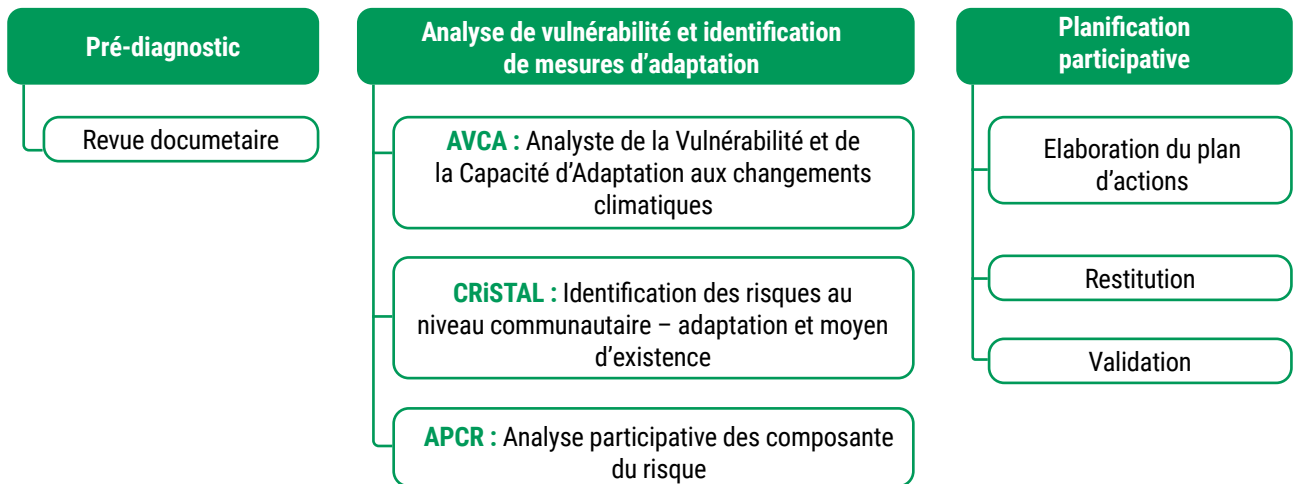 Pré-diagnostic
Revue documetaire
Analyse de vulnérabilité et identification
de mesures d'adaptation
AVCA : Analyste de la Vulnérabilité et de
la Capacité d'Adaptation aux changements
climatiques
CRiSTAL : Identification des risques au
niveau communautaire – adaptation et moyen
d'existence
APCR : Analyse participative des composante
du risque
Planification
participative
Elaboration du plan
d'actions
Restitution
Validation